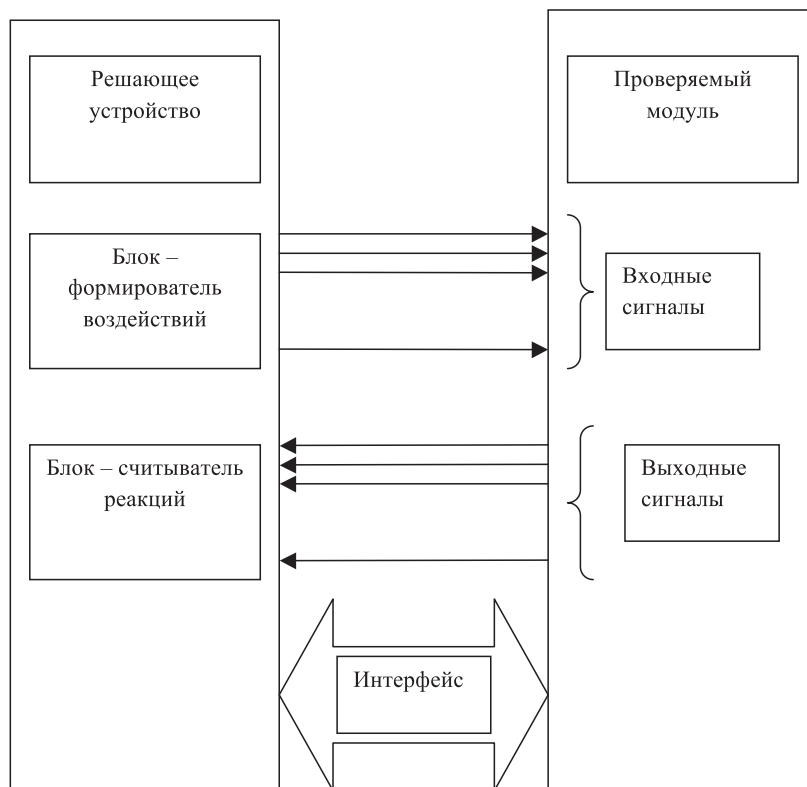 Решающее
устройство
Проверяемый
модуль
Блок –
формирователь
воздействий
Входные
сигналы
Блок – считыватель
реакций
Выходные
сигналы
Интерфейс